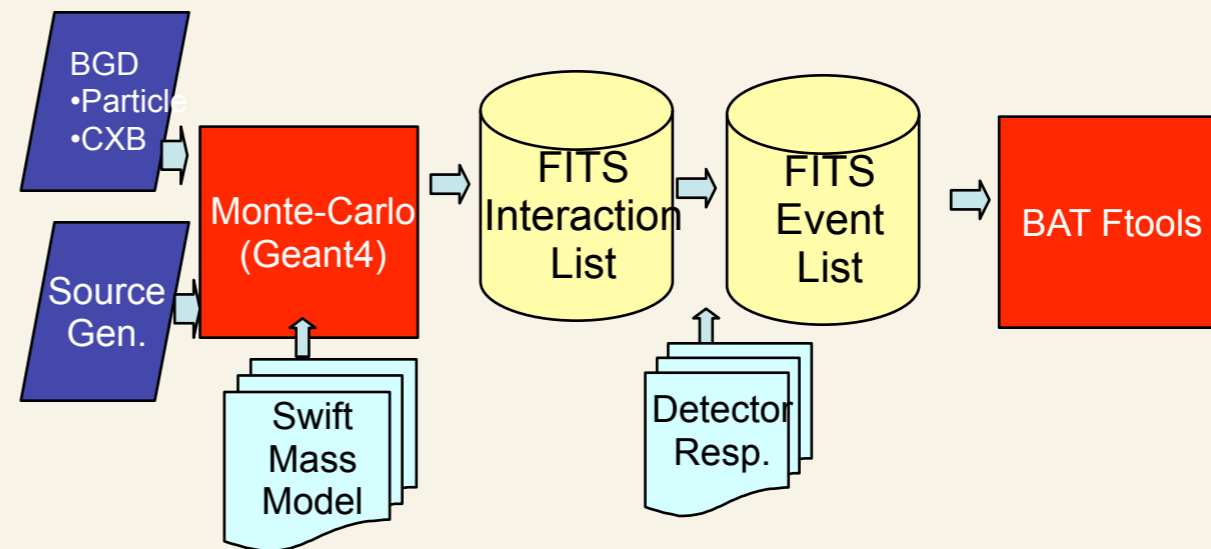 BGD
•Particle
•CXB
Source
Gen.
Monte-Carlo
(Geant4)
Swift
Mass
Model
FITS
Interaction
List
Detector
Resp.
FITS
Event
List
BAT Ftools